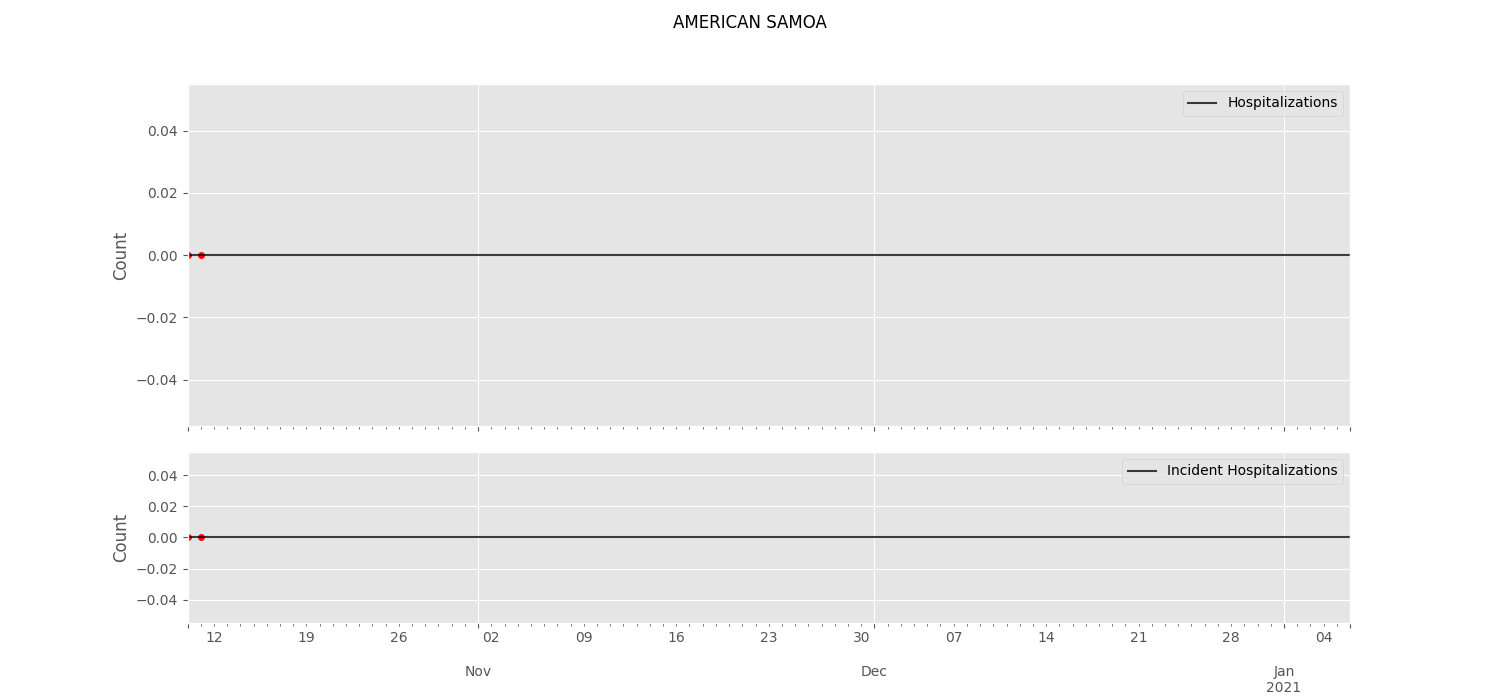 AMERICAN SAMOA
Hospitalizations
0.04
0.02
0.00
−0.02
−0.04
Count
Incident Hospitalizations
0.04
0.02
0.00
−0.02
−0.04
Count
12 19 26 02 09 16 23 30 07 14 21 28 04
Nov Dec Jan
2021